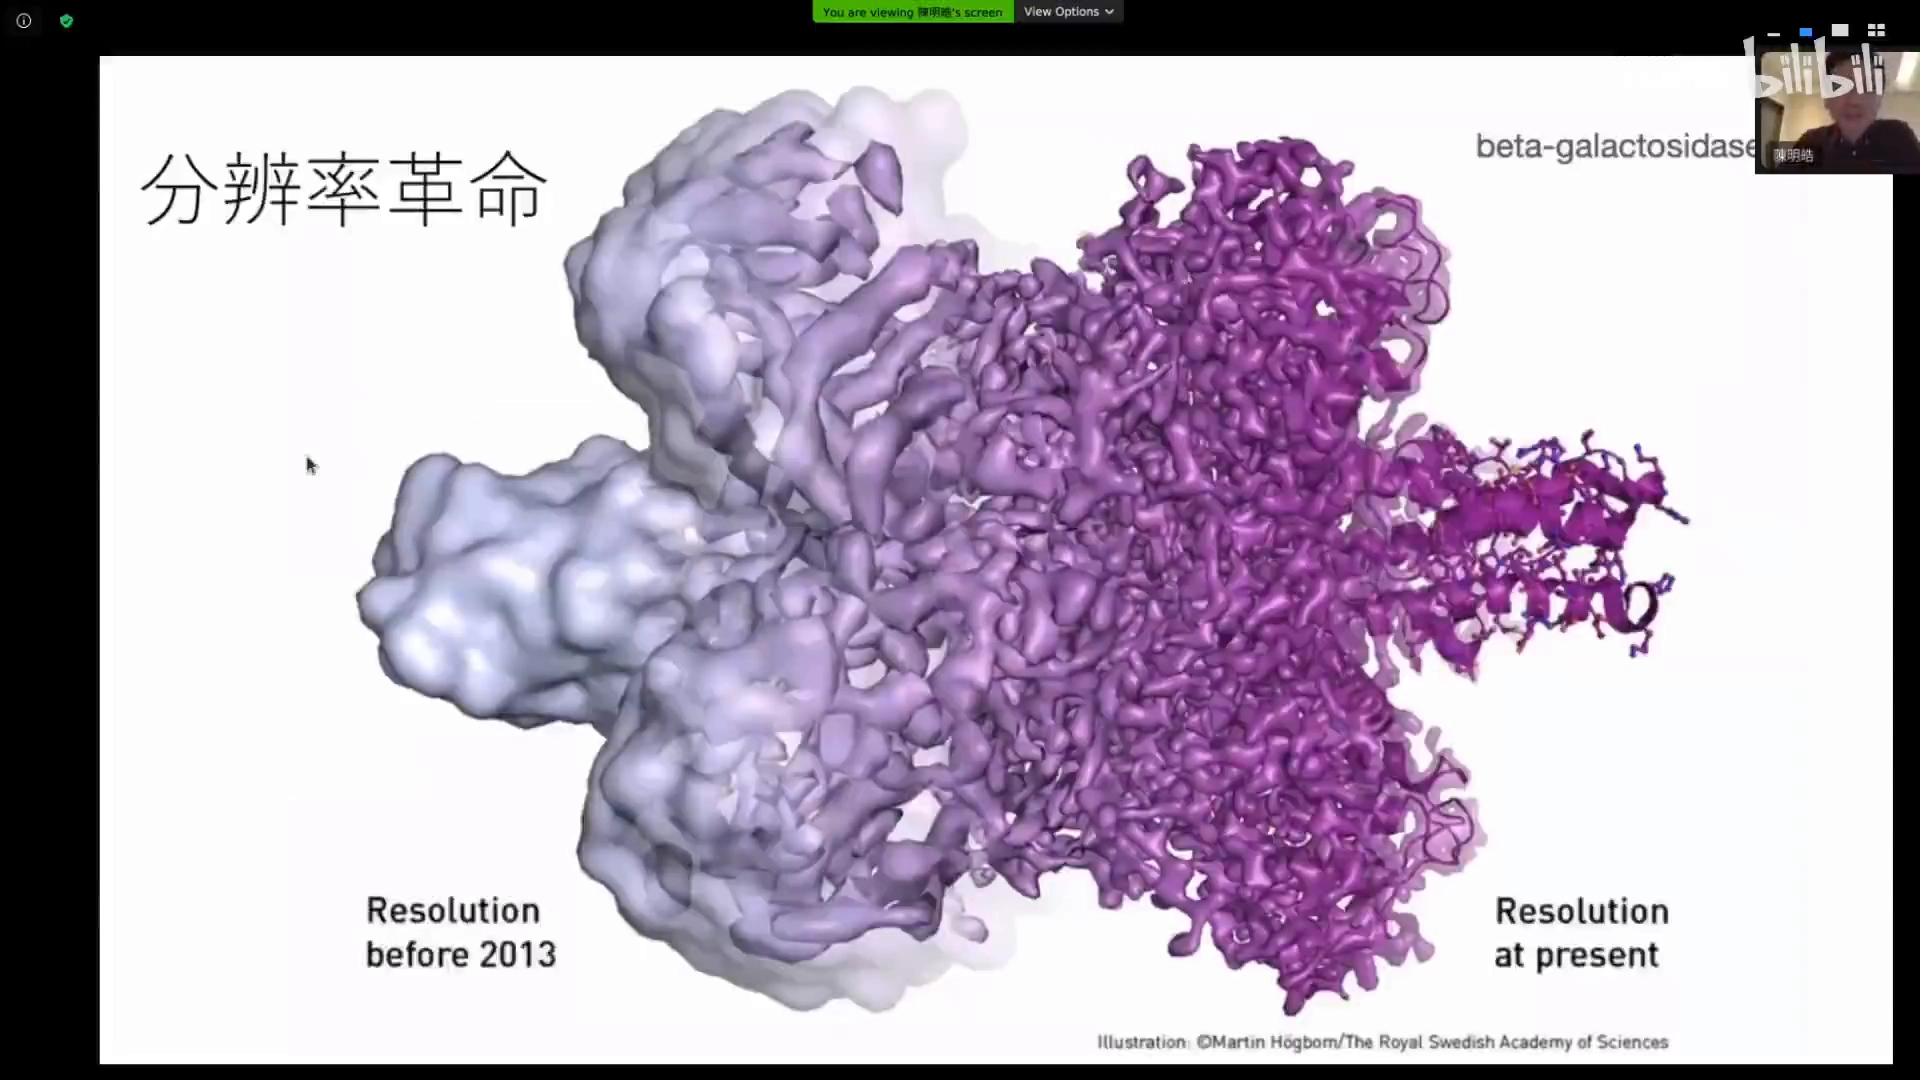 You are viewing 陳明皓's screen
View Options
bilibili
分辨率革命
beta-galactosidase
陳明皓
Resolution
before 2013
Resolution
at present
Illustration: ©Martin Högbom/The Royal Swedish Academy of Sciences